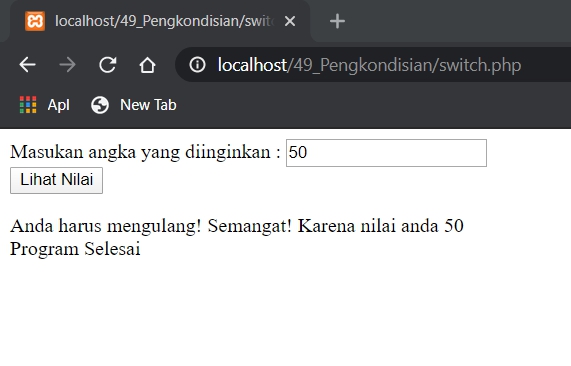 localhost/49_Pengkondisian/swit
localhost/49_Pengkondisian/switch.php
Apl New Tab
Masukan angka yang diinginkan : 50
Lihat Nilai
Anda harus mengulang! Semangat! Karena nilai anda 50
Program Selesai